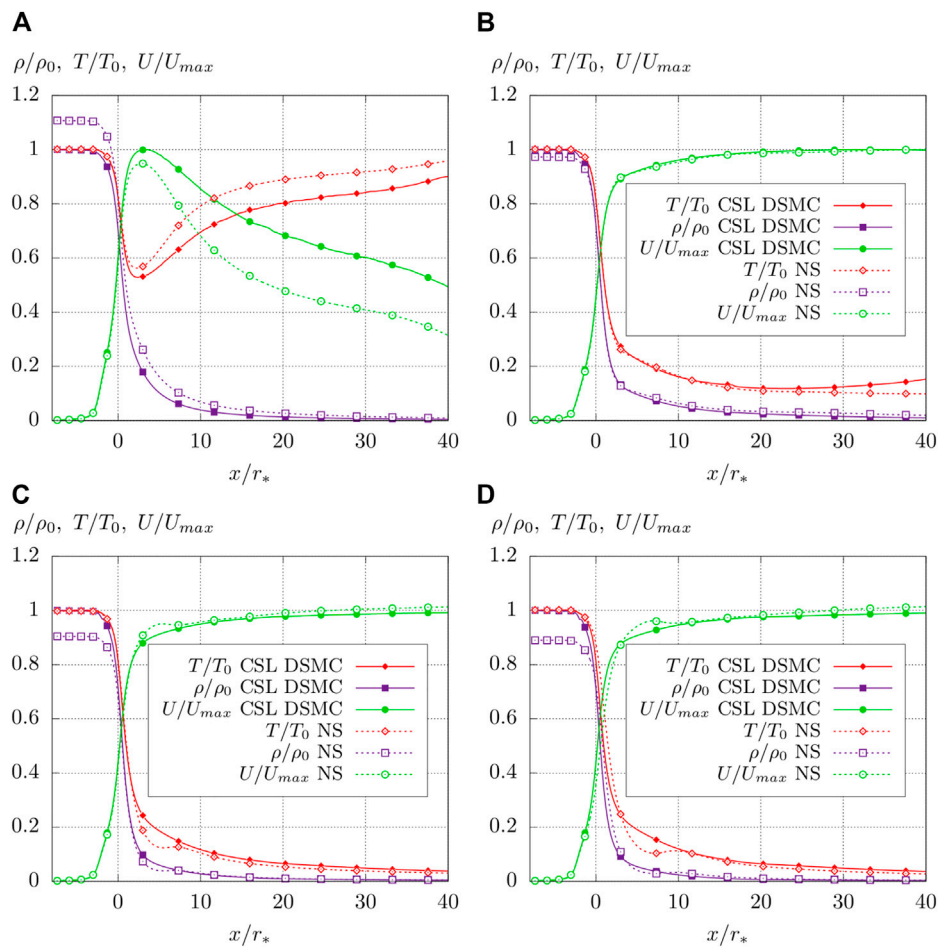 A
ρ/ρ₀, T/T₀, U/Uₘₐₓ
1.2
1
0.8
0.6
0.4
0.2
0
0 10 20 30 40
x/r*
B
ρ/ρ₀, T/T₀, U/Uₘₐₓ
1.2
1
0.8
0.6
0.4
0.2
0
T/T₀ CSL DSMC
ρ/ρ₀ CSL DSMC
U/Uₘₐₓ CSL DSMC
T/T₀ NS
ρ/ρ₀ NS
U/Uₘₐₓ NS
0 10 20 30 40
x/r*
C
ρ/ρ₀, T/T₀, U/Uₘₐₓ
1.2
1
0.8
0.6
0.4
0.2
0
T/T₀ CSL DSMC
ρ/ρ₀ CSL DSMC
U/Uₘₐₓ CSL DSMC
T/T₀ NS
ρ/ρ₀ NS
U/Uₘₐₓ NS
0 10 20 30 40
x/r*
D
ρ/ρ₀, T/T₀, U/Uₘₐₓ
1.2
1
0.8
0.6
0.4
0.2
0
T/T₀ CSL DSMC
ρ/ρ₀ CSL DSMC
U/Uₘₐₓ CSL DSMC
T/T₀ NS
ρ/ρ₀ NS
U/Uₘₐₓ NS
0 10 20 30 40
x/r*